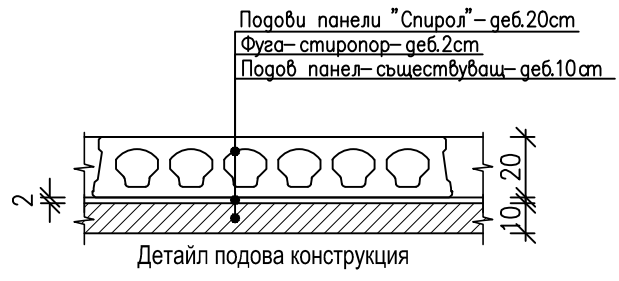 Подови панели "Спирол"-деб.20cm
Фуга-стиропор-деб.2cm
Подов панел-съществуващ-деб.10cm
20
2
10
Детайл подова конструкция